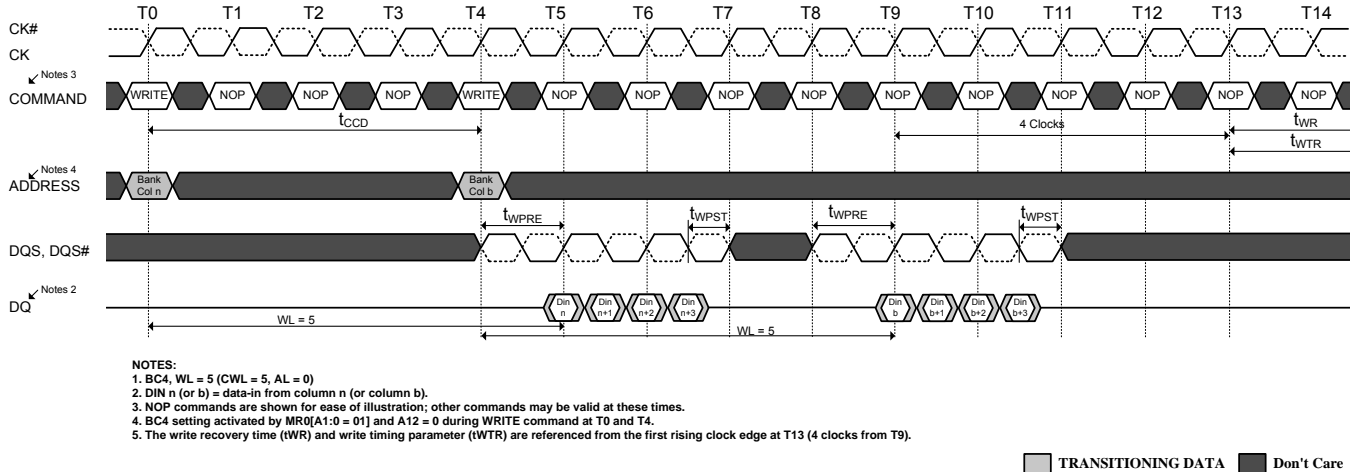 T0 T1 T2 T3 T4 T5 T6 T7 T8 T9 T10 T11 T12 T13 T14
CK#
CK
Notes 3
COMMAND WRITE NOP NOP NOP WRITE NOP NOP NOP NOP NOP NOP NOP NOP NOP NOP
tCCD 4 Clocks tWR
tWTR
Notes 4
ADDRESS
Bank Col n
Bank Col b
tWPRE tWPST tWPRE tWPST
DQS, DQS#
Notes 2
DQ
Din n
Din n+1
Din n+2
Din n+3
Din b
Din b+1
Din b+2
Din b+3
WL = 5
WL = 5
NOTES:
1. BC4, WL = 5 (CWL = 5, AL = 0)
2. DIN n (or b) = data-in from column n (or column b).
3. NOP commands are shown for ease of illustration; other commands may be valid at these times.
4. BC4 setting activated by MR0[A1:0 = 01] and A12 = 0 during WRITE command at T0 and T4.
5. The write recovery time (tWR) and write timing parameter (tWTR) are referenced from the first rising clock edge at T13 (4 clocks from T9).
TRANSITIONING DATA Don't Care